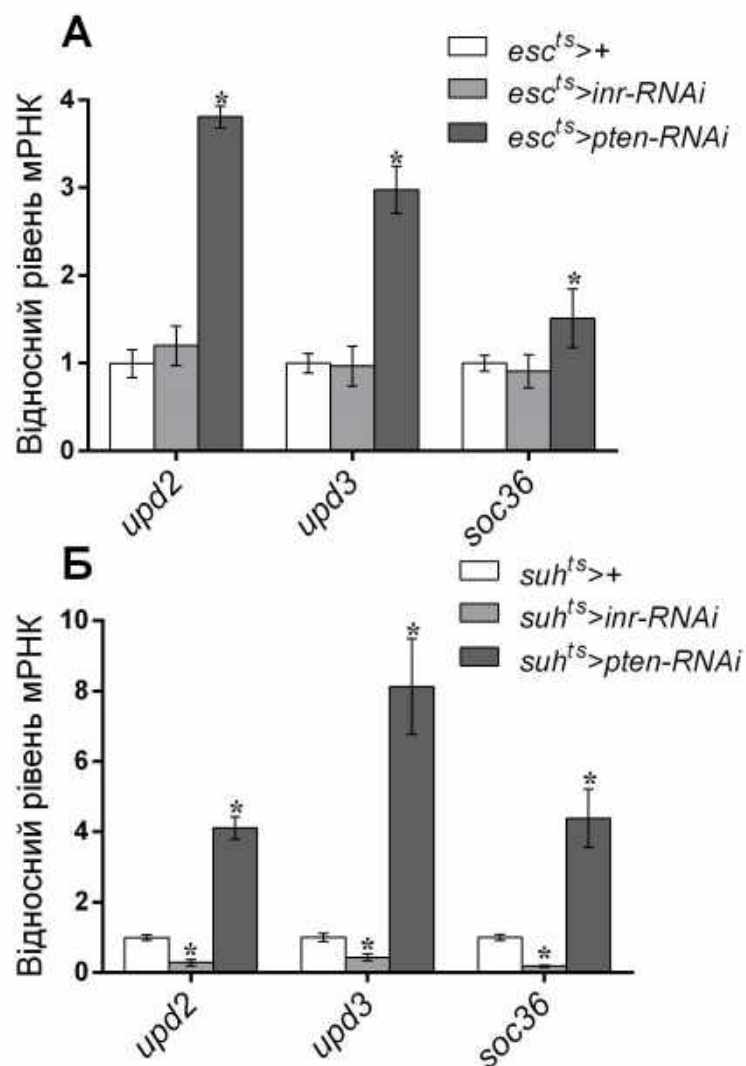 А
esc^ts>+
esc^ts>inr-RNAi
esc^ts>pten-RNAi
Відносний рівень мРНК
4
3
2
1
0
*
*
*
upd2
upd3
soc36
Б
suh^ts>+
suh^ts>inr-RNAi
suh^ts>pten-RNAi
Відносний рівень мРНК
10
8
6
4
2
0
*
*
*
*
*
*
upd2
upd3
soc36